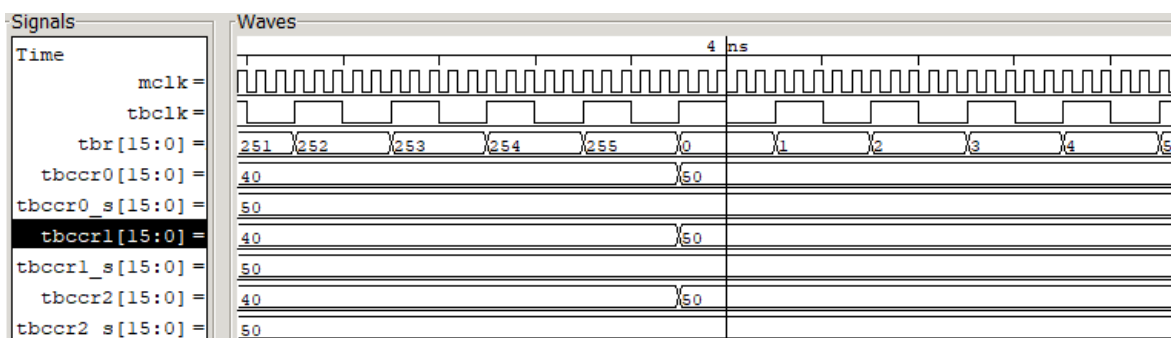 Signals Waves
Time 4 ns
mclk =
tbclk =
tbr[15:0] = 251 252 253 254 255 0 1 2 3 4 5
tbccr0[15:0] = 40 50
tbccr0_s[15:0] = 50
tbccr1[15:0] = 40 50
tbccr1_s[15:0] = 50
tbccr2[15:0] = 40 50
tbccr2_s[15:0] = 50